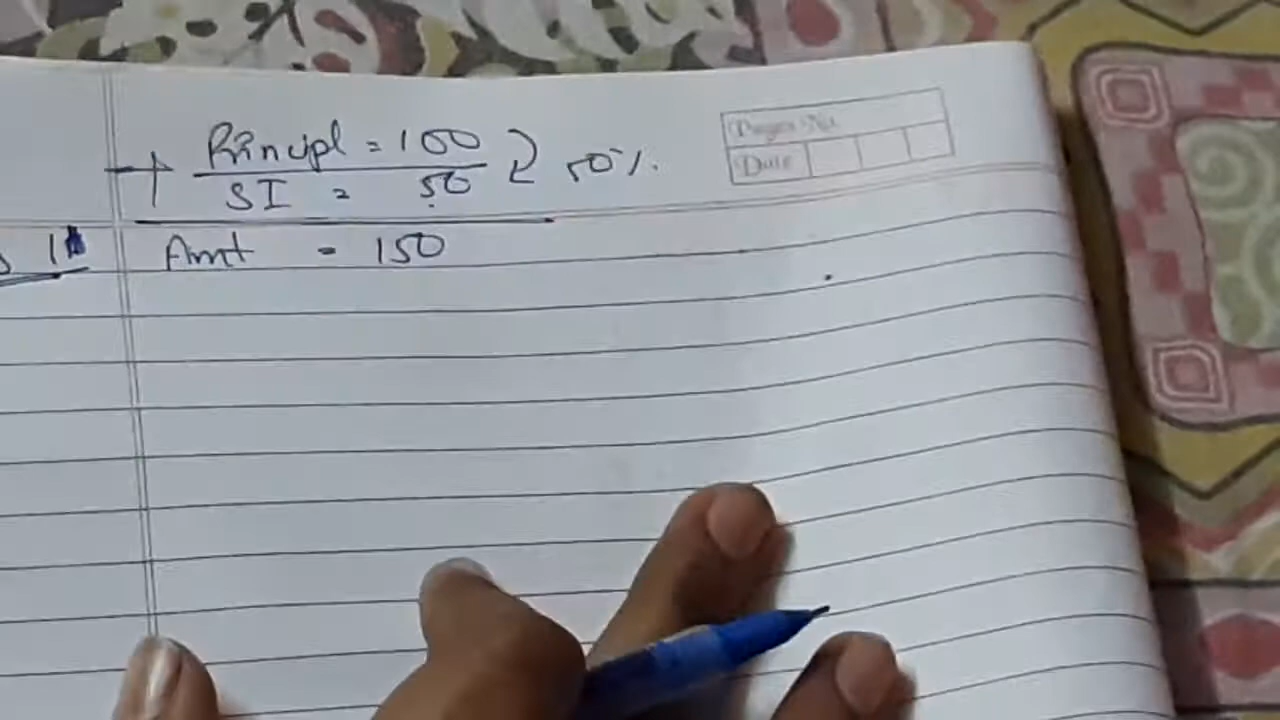 Principl = 100
SI = 50
50%
Amt = 150
Page No.
Date